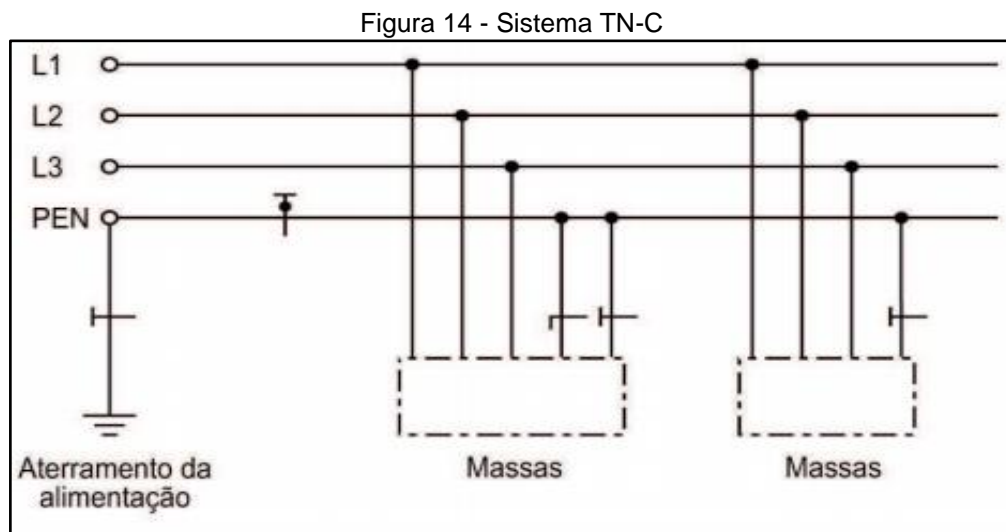 Figura 14 - Sistema TN-C
L1
L2
L3
PEN
Aterramento da
alimentação
Massas
Massas